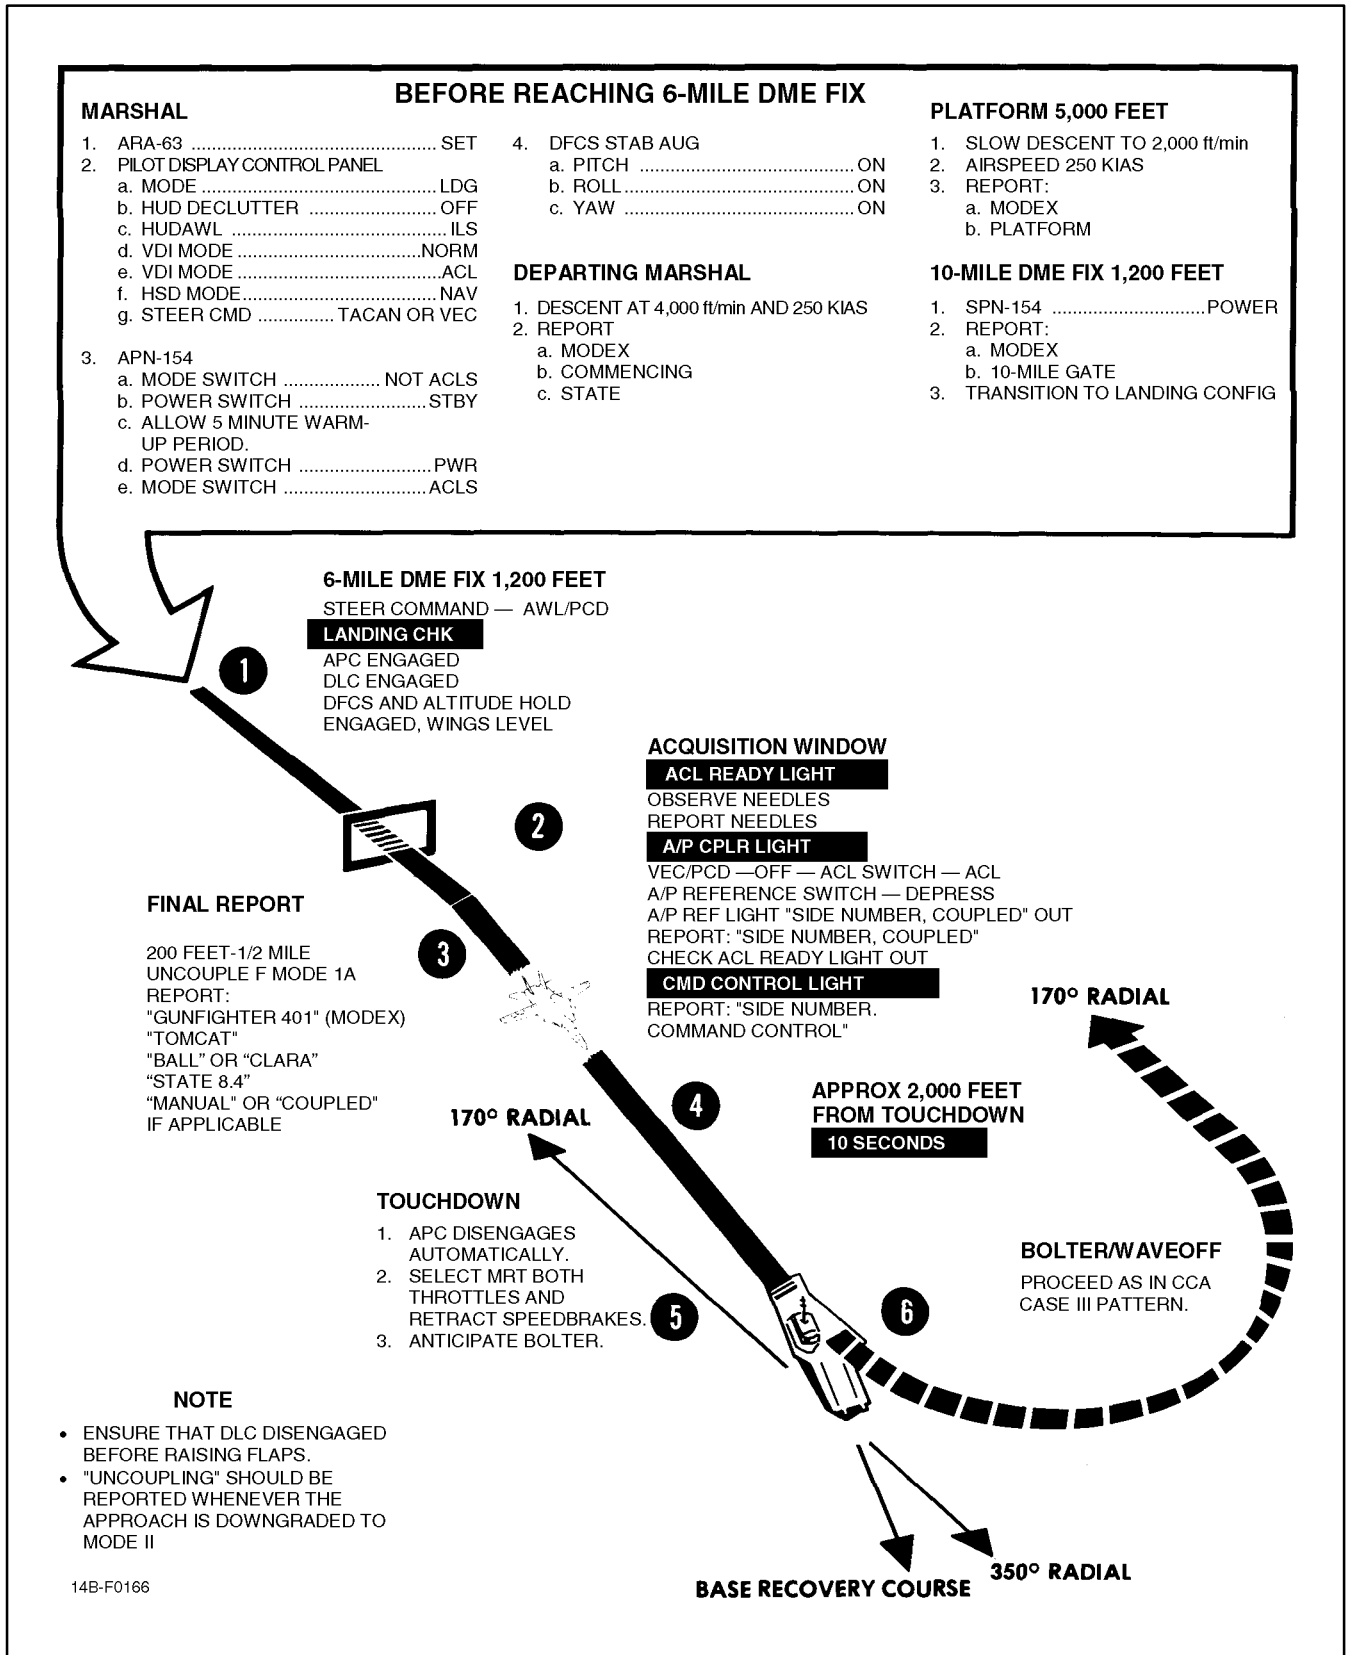 BEFORE REACHING 6-MILE DME FIX
MARSHAL
1. ARA-63 ............................................... SET
2. PILOT DISPLAY CONTROL PANEL
a. MODE ............................................ LDG
b. HUD DECLUTTER ........................ OFF
c. HUDAWL ......................................... ILS
d. VDI MODE ...................................NORM
e. VDI MODE .......................................ACL
f. HSD MODE..................................... NAV
g. STEER CMD ............... TACAN OR VEC
3. APN-154
a. MODE SWITCH ................... NOT ACLS
b. POWER SWITCH ........................STBY
c. ALLOW 5 MINUTE WARM-
UP PERIOD.
d. POWER SWITCH .......................... PWR
e. MODE SWITCH ........................... ACLS
4. DFCS STAB AUG
a. PITCH ......................................... ON
b. ROLL............................................ ON
c. YAW ............................................ ON
DEPARTING MARSHAL
1. DESCENT AT 4,000 ft/min AND 250 KIAS
2. REPORT
a. MODEX
b. COMMENCING
c. STATE
PLATFORM 5,000 FEET
1. SLOW DESCENT TO 2,000 ft/min
2. AIRSPEED 250 KIAS
3. REPORT:
a. MODEX
b. PLATFORM
10-MILE DME FIX 1,200 FEET
1. SPN-154 ..............................POWER
2. REPORT:
a. MODEX
b. 10-MILE GATE
3. TRANSITION TO LANDING CONFIG
6-MILE DME FIX 1,200 FEET
STEER COMMAND — AWL/PCD
LANDING CHK
APC ENGAGED
DLC ENGAGED
DFCS AND ALTITUDE HOLD
ENGAGED, WINGS LEVEL
1
ACQUISITION WINDOW
ACL READY LIGHT
OBSERVE NEEDLES
REPORT NEEDLES
A/P CPLR LIGHT
VEC/PCD —OFF — ACL SWITCH — ACL
A/P REFERENCE SWITCH — DEPRESS
A/P REF LIGHT "SIDE NUMBER, COUPLED" OUT
REPORT: "SIDE NUMBER, COUPLED"
CHECK ACL READY LIGHT OUT
CMD CONTROL LIGHT
REPORT: "SIDE NUMBER.
COMMAND CONTROL"
2
FINAL REPORT
200 FEET-1/2 MILE
UNCOUPLE F MODE 1A
REPORT:
"GUNFIGHTER 401" (MODEX)
"TOMCAT"
"BALL” OR “CLARA”
“STATE 8.4”
“MANUAL" OR “COUPLED"
IF APPLICABLE
3
170º RADIAL
170º RADIAL
4
APPROX 2,000 FEET
FROM TOUCHDOWN
10 SECONDS
TOUCHDOWN
1. APC DISENGAGES
AUTOMATICALLY.
2. SELECT MRT BOTH
THROTTLES AND
RETRACT SPEEDBRAKES.
3. ANTICIPATE BOLTER.
5
6
BOLTER/WAVEOFF
PROCEED AS IN CCA
CASE III PATTERN.
NOTE
• ENSURE THAT DLC DISENGAGED
BEFORE RAISING FLAPS.
• "UNCOUPLING" SHOULD BE
REPORTED WHENEVER THE
APPROACH IS DOWNGRADED TO
MODE II
BASE RECOVERY COURSE
350º RADIAL
14B-F0166